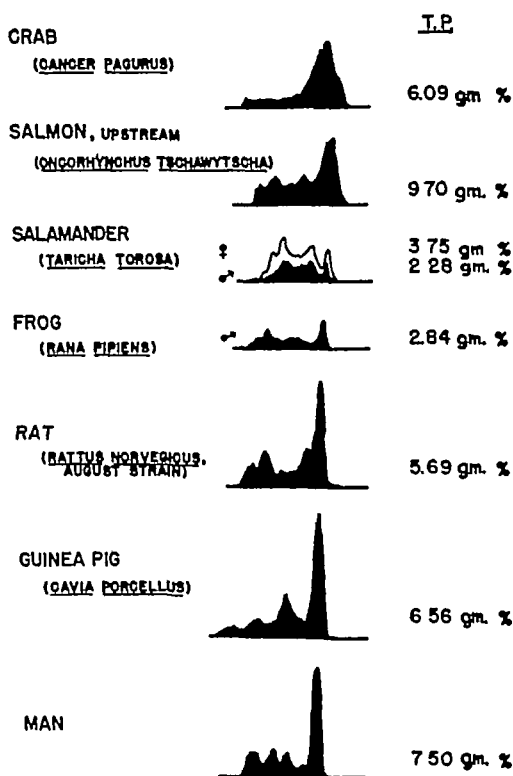 T.P.
CRAB
(CANCER PAGURUS)
6.09 gm %
SALMON, UPSTREAM
(ONCORHYNCHUS TSCHAWYTSCHA)
9 70 gm. %
SALAMANDER
(TARICHA TOROSA)
♀ 3 75 gm %
♂ 2 28 gm. %
FROG
(RANA PIPIENS)
♂ 2.84 gm. %
RAT
(RATTUS NORVEGICUS,
AUGUST STRAIN)
5.69 gm. %
GUINEA PIG
(CAVIA PORCELLUS)
6 56 gm. %
MAN
7 50 gm. %